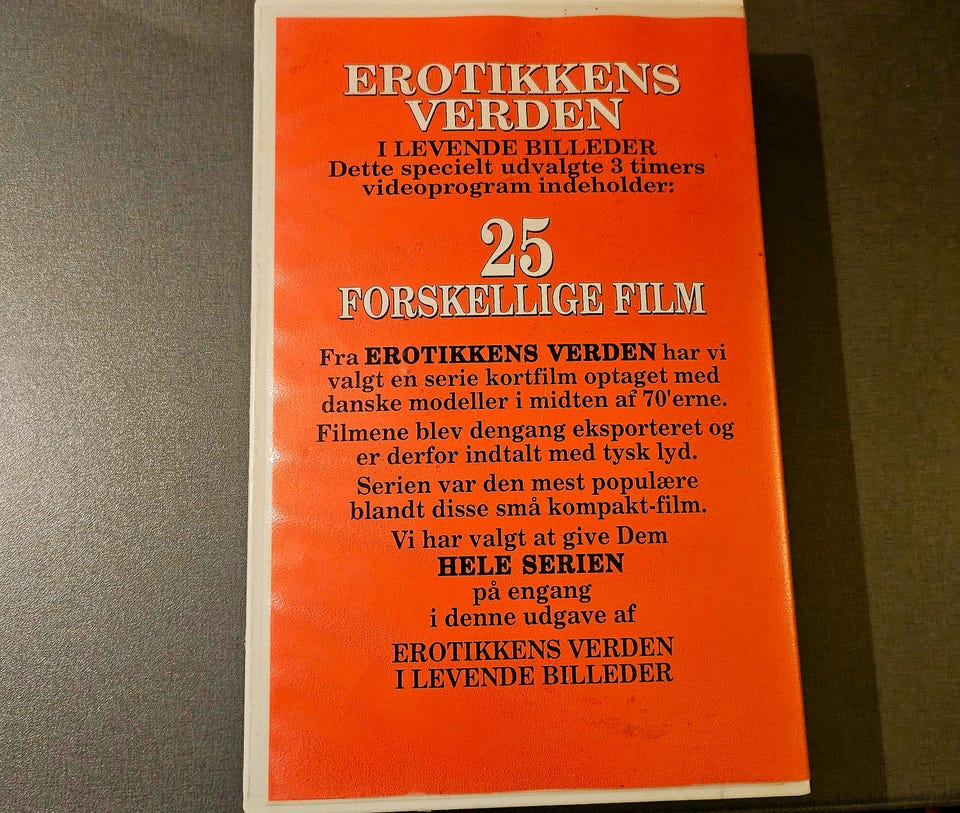 EROTIKKENS
VERDEN
I LEVENDE BILLEDER
Dette specielt udvalgte 3 timers
videoprogram indeholder:
25
FORSKELLIGE FILM
Fra EROTIKKENS VERDEN har vi
valgt en serie kortfilm optaget med
danske modeller i midten af 70'erne.
Filmene blev dengang eksporteret og
er derfor indtalt med tysk lyd.
Serien var den mest populære
blandt disse små kompakt-film.
Vi har valgt at give Dem
HELE SERIEN
på engang
i denne udgave af
EROTIKKENS VERDEN
I LEVENDE BILLEDER